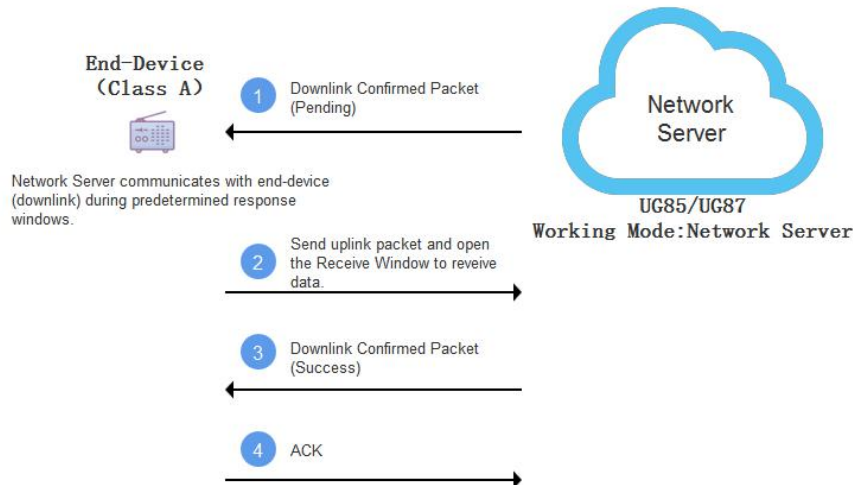 End-Device
(Class A)
1
Downlink Confirmed Packet
(Pending)
Network
Server
Network Server communicates with end-device
(downlink) during predetermined response
windows.
UG85/UG87
Working Mode:Network Server
2
Send uplink packet and open
the Receive Window to reveive
data.
3
Downlink Confirmed Packet
(Success)
4
ACK